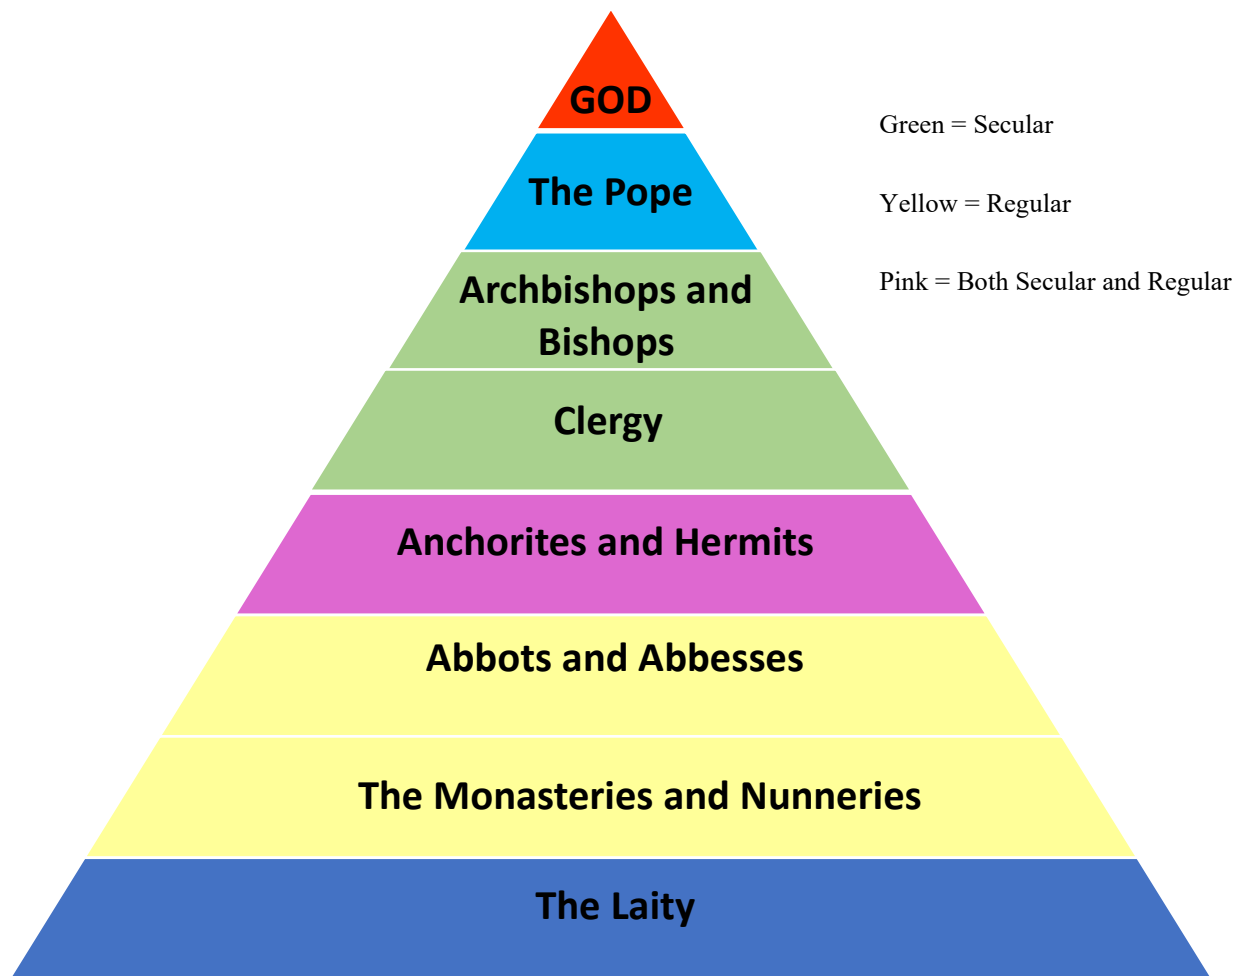 GOD
The Pope
Archbishops and
Bishops
Clergy
Anchorites and Hermits
Abbots and Abbesses
The Monasteries and Nunneries
The Laity
Green = Secular
Yellow = Regular
Pink = Both Secular and Regular